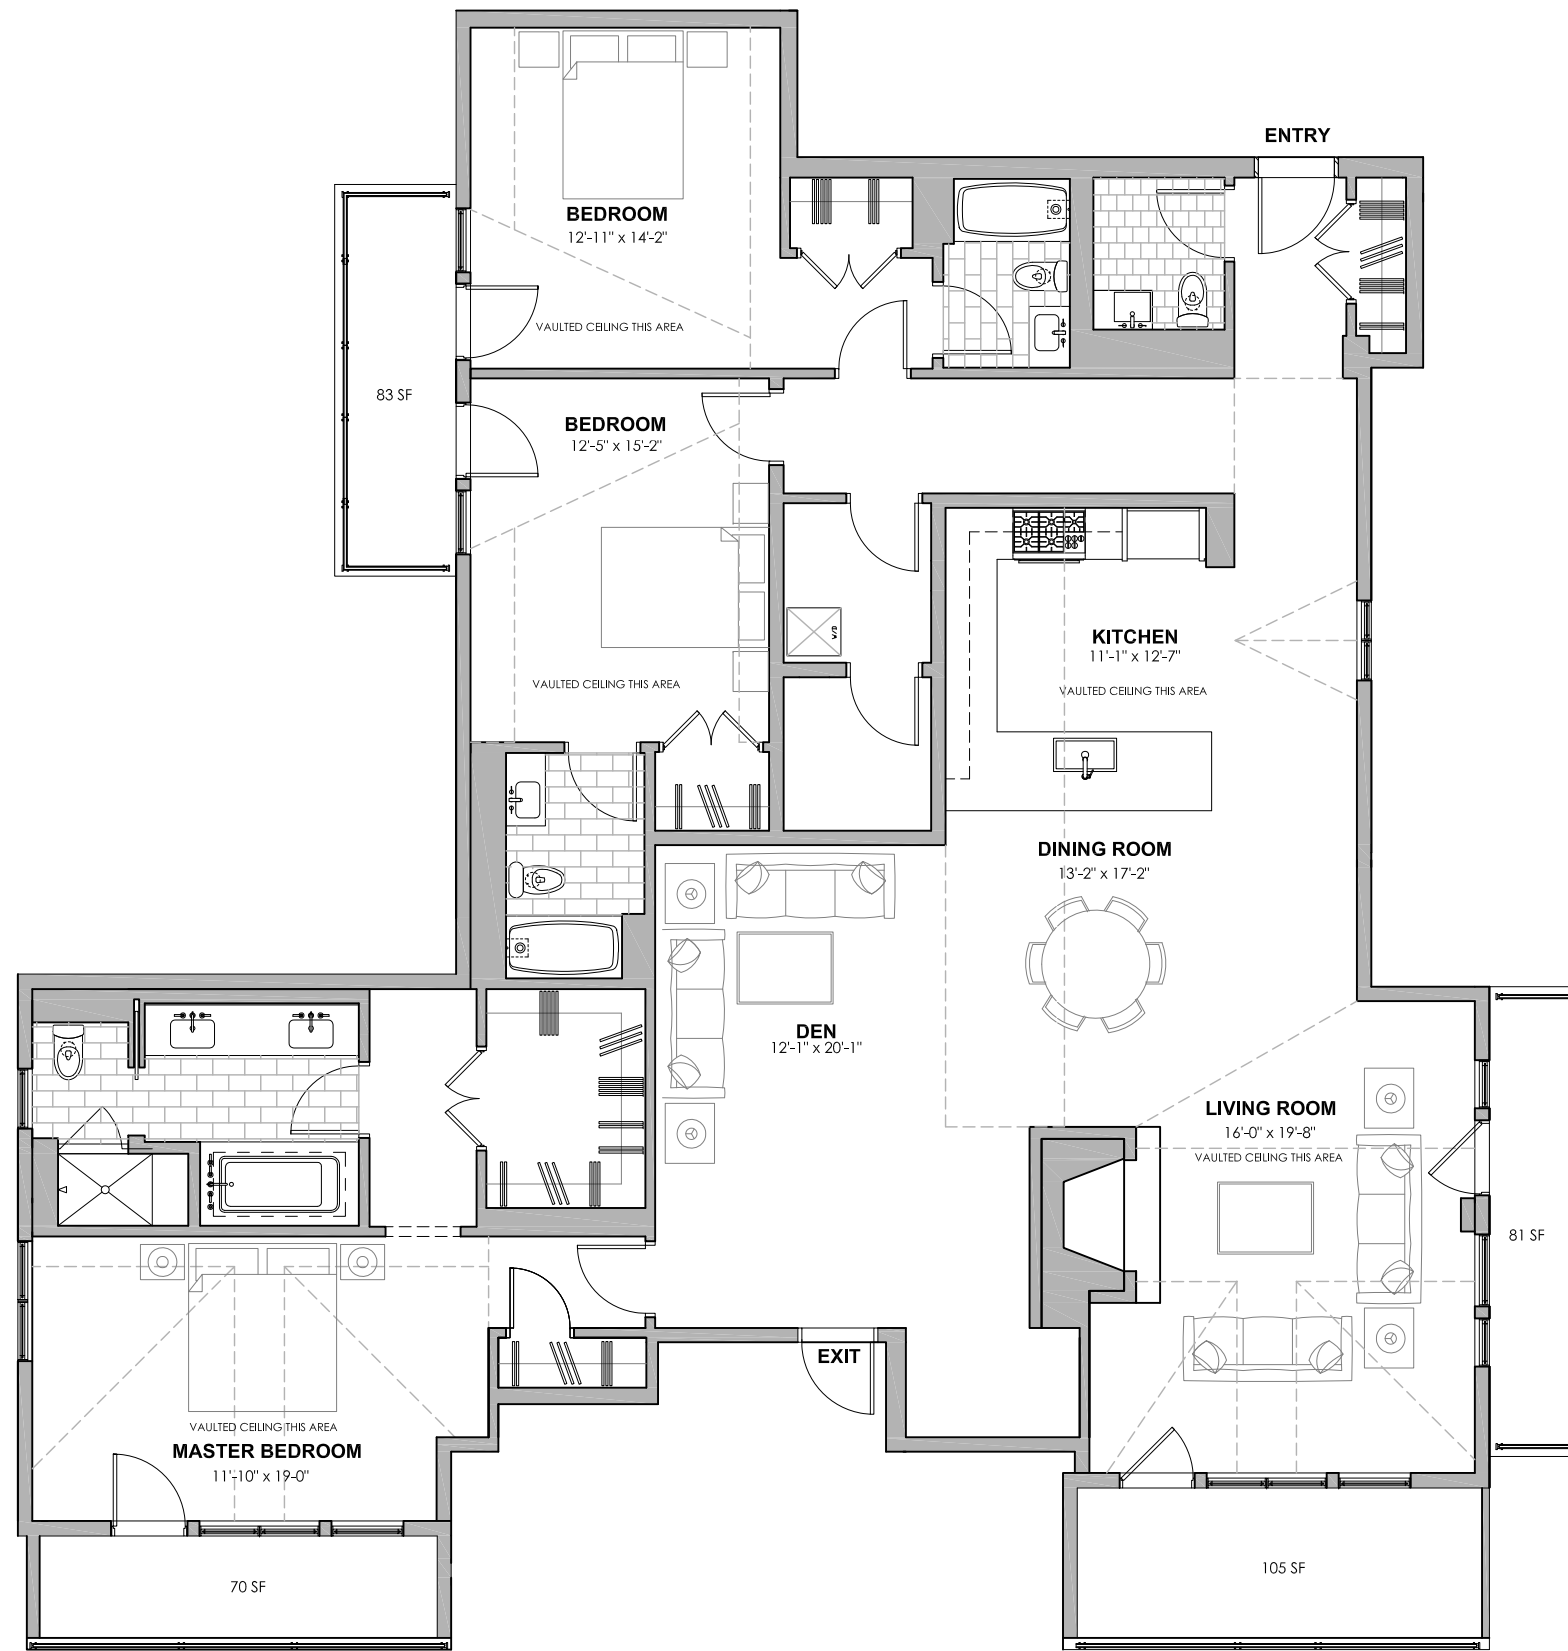 ENTRY
BEDROOM
12'-11" x 14'-2"
VAULTED CEILING THIS AREA
83 SF
BEDROOM
12'-5" x 15'-2"
W/D
KITCHEN
11'-1" x 12'-7"
VAULTED CEILING THIS AREA
VAULTED CEILING THIS AREA
DINING ROOM
13'-2" x 17'-2"
DEN
12'-1" x 20'-1"
LIVING ROOM
16'-0" x 19'-8"
VAULTED CEILING THIS AREA
81 SF
EXIT
VAULTED CEILING THIS AREA
MASTER BEDROOM
11'-10" x 19-0"
105 SF
70 SF